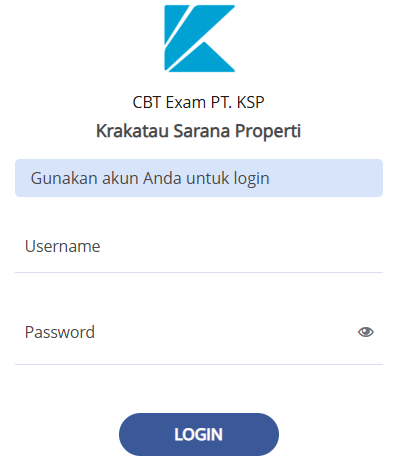 CBT Exam PT. KSP
Krakatau Sarana Properti
Gunakan akun Anda untuk login
Username
Password
LOGIN